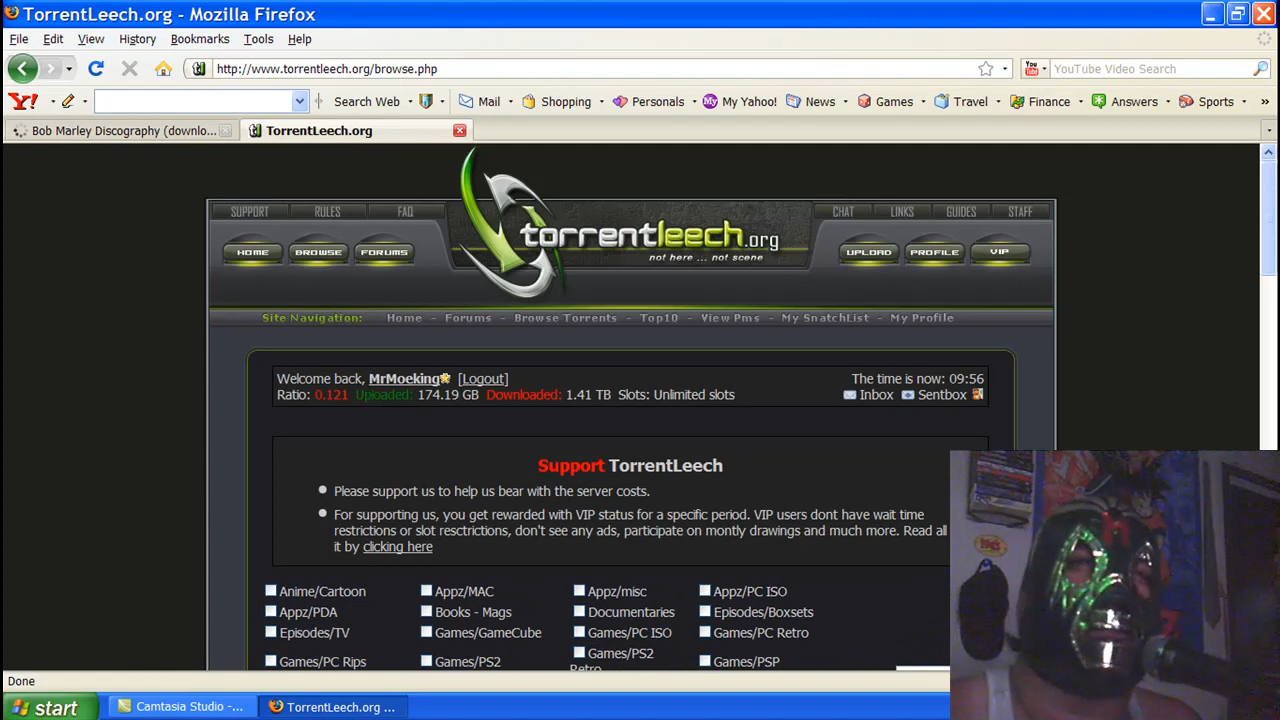 TorrentLeech.org - Mozilla Firefox
File Edit View History Bookmarks Tools Help
http://www.torrentleech.org/browse.php YouTube Video Search
Y! Search Web Mail Shopping Personals My Yahoo! News Games Travel Finance Answers Sports »
Bob Marley Discography (downlo... TorrentLeech.org
SUPPORT RULES FAQ CHAT LINKS GUIDES STAFF
torrentleech.org
HOME BROWSE FORUMS UPLOAD PROFILE VIP
not here ... not scene
Site Navigation: Home - Forums - Browse Torrents - Top10 - View Pms - My SnatchList - My Profile
Welcome back, MrMoeking [Logout] The time is now: 09:56
Ratio: 0.121 Uploaded: 174.19 GB Downloaded: 1.41 TB Slots: Unlimited slots Inbox Sentbox
Support TorrentLeech
Please support us to help us bear with the server costs.
For supporting us, you get rewarded with VIP status for a specific period. VIP users dont have wait time
restrictions or slot resctrictions, don't see any ads, participate on montly drawings and much more. Read all
it by clicking here
Anime/Cartoon Appz/MAC Appz/misc Appz/PC ISO
Appz/PDA Books - Mags Documentaries Episodes/Boxsets
Episodes/TV Games/GameCube Games/PC ISO Games/PC Retro
Games/PC Rips Games/PS2 Games/PS2 Retro Games/PSP
Done
start Camtasia Studio -... TorrentLeech.org ...